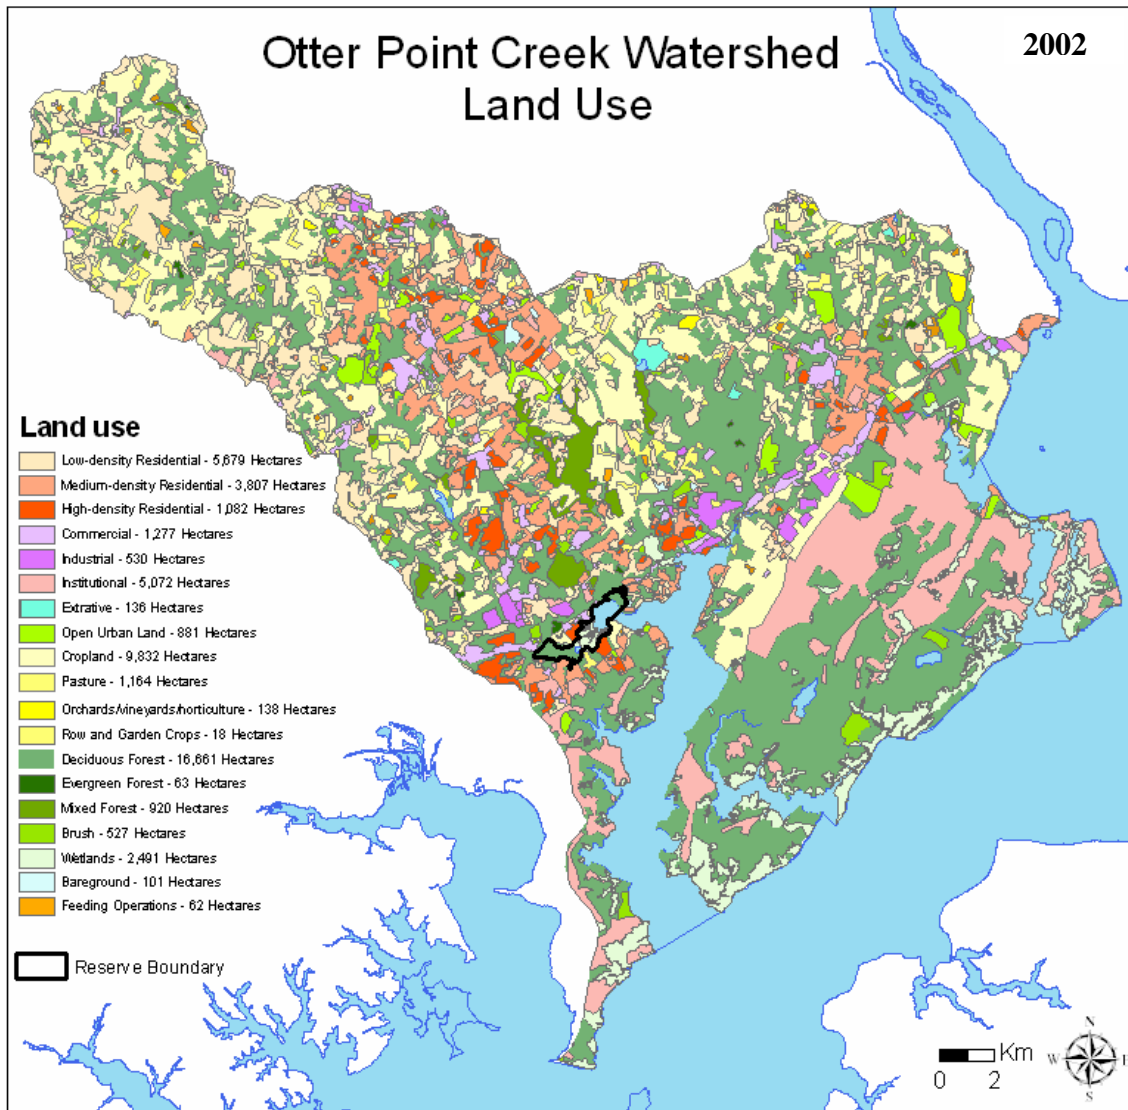 Otter Point Creek Watershed
Land Use
2002
Land use
Low-density Residential - 5,679 Hectares
Medium-density Residential - 3,807 Hectares
High-density Residential - 1,082 Hectares
Commercial - 1,277 Hectares
Industrial - 530 Hectares
Institutional - 5,072 Hectares
Extrative - 136 Hectares
Open Urban Land - 881 Hectares
Cropland - 9,832 Hectares
Pasture - 1,164 Hectares
Orchards/vineyards/horticulture - 138 Hectares
Row and Garden Crops - 18 Hectares
Deciduous Forest - 16,661 Hectares
Evergreen Forest - 63 Hectares
Mixed Forest - 920 Hectares
Brush - 527 Hectares
Wetlands - 2,491 Hectares
Bareground - 101 Hectares
Feeding Operations - 62 Hectares
Reserve Boundary
Km
0 2
N
W E
S